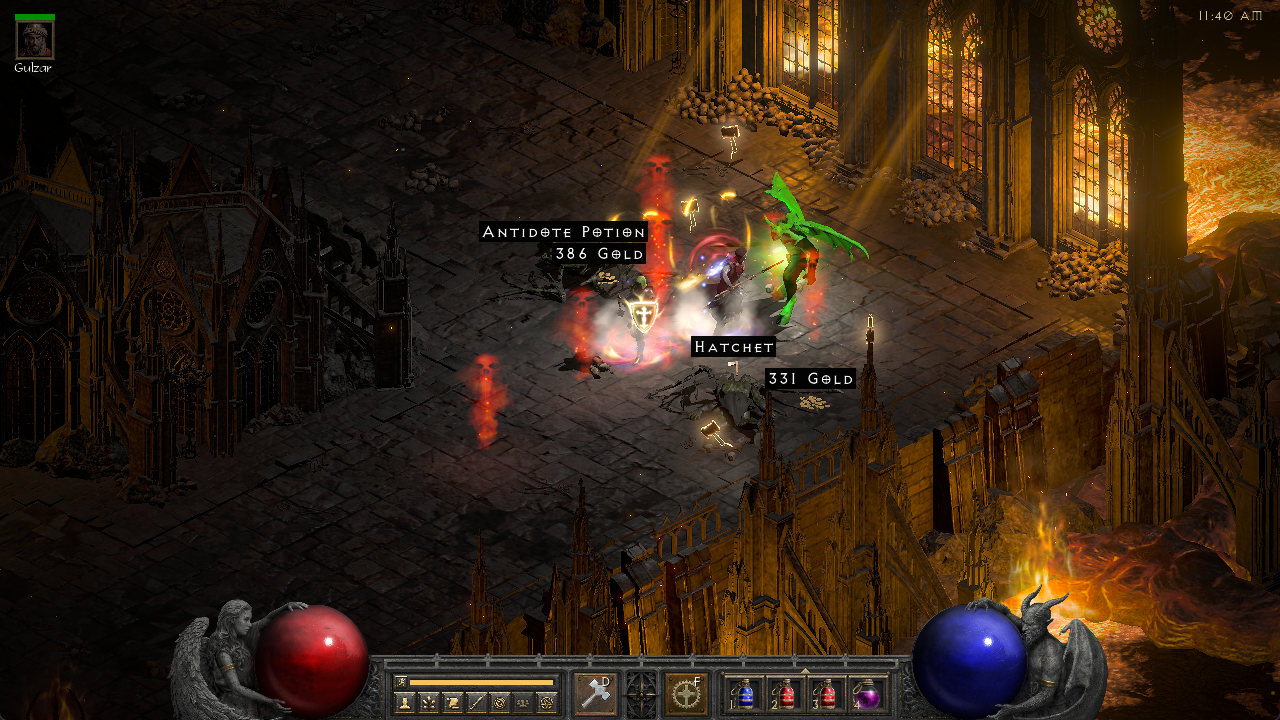 11:40 AM
Gulzar
Antidote Potion
386 Gold
Hatchet
331 Gold
D
F
1
2
3
4